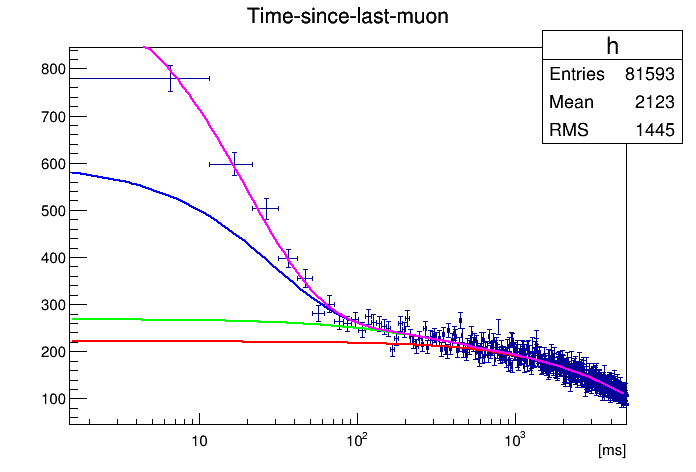 Time-since-last-muon
h
Entries 81593
Mean 2123
RMS 1445
800
700
600
500
400
300
200
100
10
10²
10³
[ms]